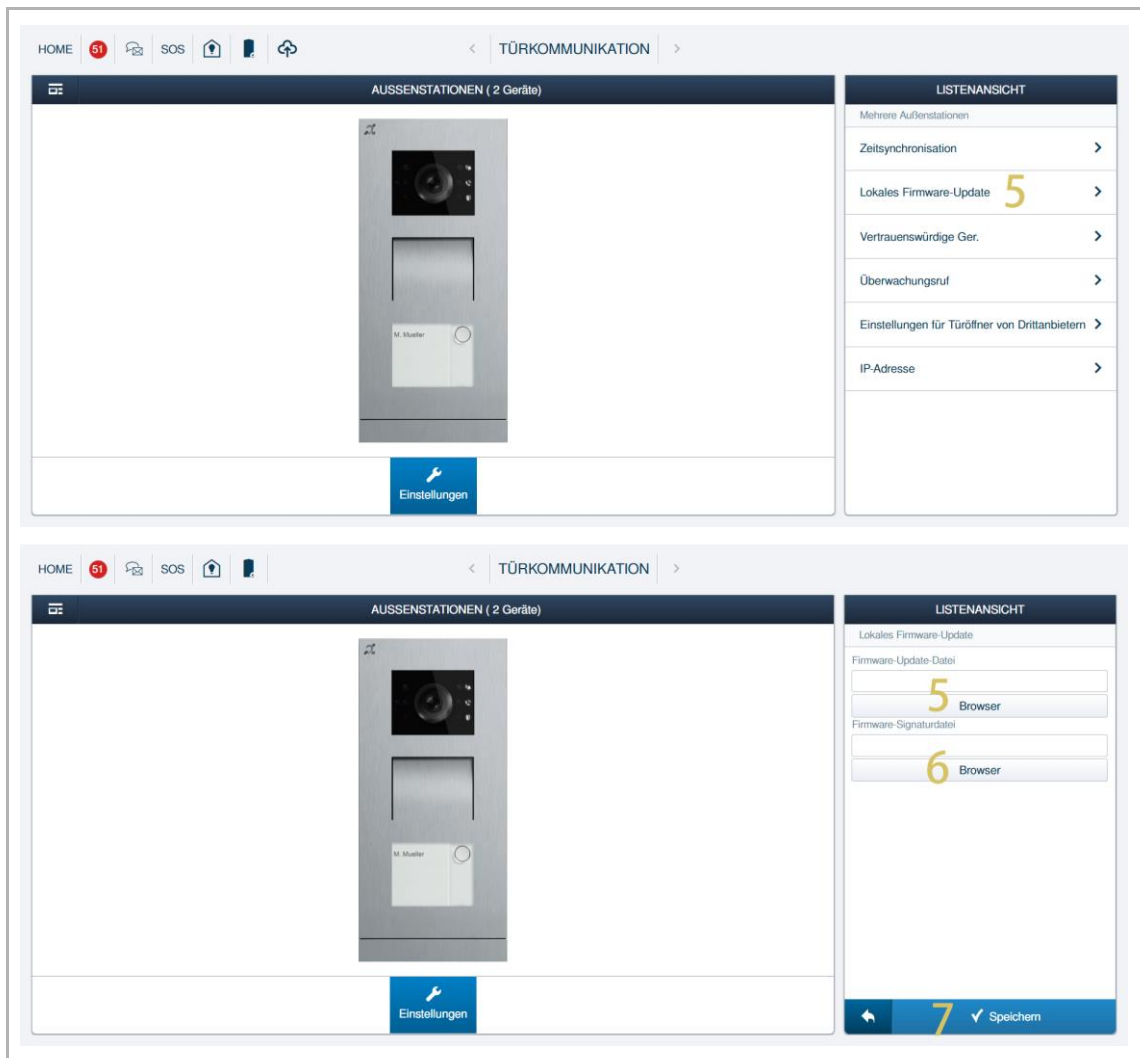 HOME 51 SOS < TÜRKOMMUNIKATION >
AUSSENSTATIONEN ( 2 Geräte)
M. Mueller
Einstellungen
LISTENANSICHT
Mehrere Außenstationen
Zeitsynchronisation
Lokales Firmware-Update 5
Vertrauenswürdige Ger.
Überwachungsruf
Einstellungen für Türöffner von Drittanbietern
IP-Adresse
HOME 51 SOS < TÜRKOMMUNIKATION >
AUSSENSTATIONEN ( 2 Geräte)
M. Mueller
Einstellungen
LISTENANSICHT
Lokales Firmware-Update
Firmware-Update-Datei
5 Browser
Firmware-Signaturdatei
6 Browser
7 Speichern